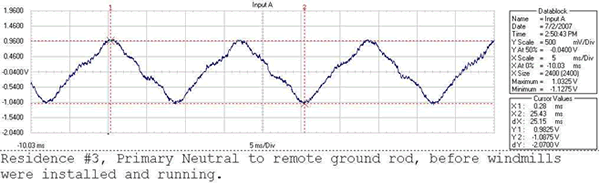 Input A
1.9600
1.4600
0.9600
0.4600
-0.0400 V
-0.5400
-1.0400
-1.5400
-2.0400
1
2
-10.03 ms
5 ms/Div
Datablock
Name = Input A
Date = 7/2/2007
Time = 2:50:43 PM
Y Scale = 500 mV/Div
Y At 50% = -0.0400 V
X Scale = 5 ms/Div
X At 0% = -10.03 ms
X Size = 2400 (2400)
Maximum = 1.0325 V
Minimum = -1.1275 V
Cursor Values
X1: 0.28 ms
X2: 25.43 ms
dX: 25.15 ms
Y1: 0.9825 V
Y2: -1.0875 V
dY: -2.0700 V
Residence #3, Primary Neutral to remote ground rod, before windmills
were installed and running.